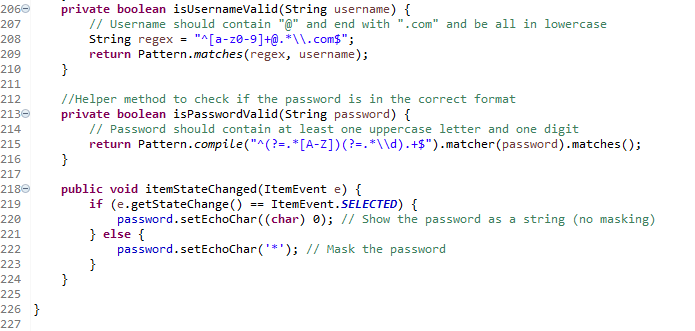 206 private boolean isUsernameValid(String username) {
207 // Username should contain "@" and end with ".com" and be all in lowercase
208 String regex = "^[a-z0-9]+@.*\\.com$";
209 return Pattern.matches(regex, username);
210 }
211
212 //Helper method to check if the password is in the correct format
213 private boolean isPasswordValid(String password) {
214 // Password should contain at least one uppercase letter and one digit
215 return Pattern.compile("^(?=.*[A-Z])(?=.*\\d).+$").matcher(password).matches();
216 }
217
218 public void itemStateChanged(ItemEvent e) {
219 if (e.getStateChange() == ItemEvent.SELECTED) {
220 password.setEchoChar((char) 0); // Show the password as a string (no masking)
221 } else {
222 password.setEchoChar('*'); // Mask the password
223 }
224 }
225
226 }
227